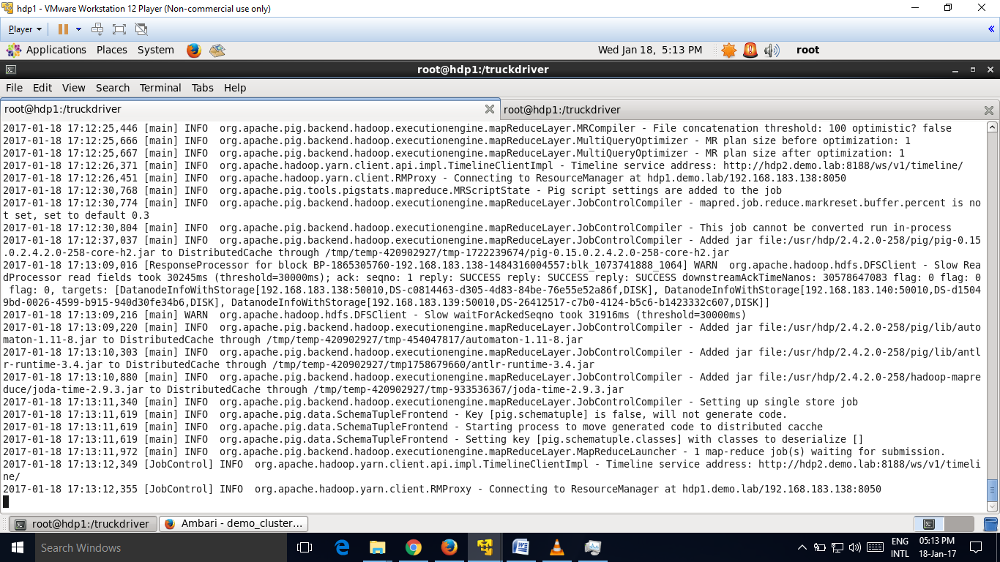 hdp1 - VMware Workstation 12 Player (Non-commercial use only)
Player
Applications Places System Wed Jan 18, 5:13 PM root
root@hdp1:/truckdriver
File Edit View Search Terminal Tabs Help
root@hdp1:/truckdriver root@hdp1:/truckdriver
2017-01-18 17:12:25,446 [main] INFO  org.apache.pig.backend.hadoop.executionengine.mapReduceLayer.MRCompiler - File concatenation threshold: 100 optimistic? false
2017-01-18 17:12:25,666 [main] INFO  org.apache.pig.backend.hadoop.executionengine.mapReduceLayer.MultiQueryOptimizer - MR plan size before optimization: 1
2017-01-18 17:12:25,667 [main] INFO  org.apache.pig.backend.hadoop.executionengine.mapReduceLayer.MultiQueryOptimizer - MR plan size after optimization: 1
2017-01-18 17:12:26,371 [main] INFO  org.apache.hadoop.yarn.client.api.impl.TimelineClientImpl - Timeline service address: http://hdp2.demo.lab:8188/ws/v1/timeline/
2017-01-18 17:12:26,451 [main] INFO  org.apache.hadoop.yarn.client.RMProxy - Connecting to ResourceManager at hdp1.demo.lab/192.168.183.138:8050
2017-01-18 17:12:30,768 [main] INFO  org.apache.pig.tools.pigstats.mapreduce.MRScriptState - Pig script settings are added to the job
2017-01-18 17:12:30,774 [main] INFO  org.apache.pig.backend.hadoop.executionengine.mapReduceLayer.JobControlCompiler - mapred.job.reduce.markreset.buffer.percent is no
t set, set to default 0.3
2017-01-18 17:12:30,804 [main] INFO  org.apache.pig.backend.hadoop.executionengine.mapReduceLayer.JobControlCompiler - This job cannot be converted run in-process
2017-01-18 17:12:37,037 [main] INFO  org.apache.pig.backend.hadoop.executionengine.mapReduceLayer.JobControlCompiler - Added jar file:/usr/hdp/2.4.2.0-258/pig/pig-0.15
.0.2.4.2.0-258-core-h2.jar to DistributedCache through /tmp/temp-420902927/tmp-1722239674/pig-0.15.0.2.4.2.0-258-core-h2.jar
2017-01-18 17:13:09,016 [ResponseProcessor for block BP-1865305760-192.168.183.138-1484316004557:blk_1073741888_1064] WARN  org.apache.hadoop.hdfs.DFSClient - Slow Rea
dProcessor read fields took 30245ms (threshold=30000ms); ack: seqno: 1 reply: SUCCESS reply: SUCCESS reply: SUCCESS downstreamAckTimeNanos: 30578647083 flag: 0 flag: 0
flag: 0, targets: [DatanodeInfoWithStorage[192.168.183.138:50010,DS-c0814463-d305-4d83-84be-76e55e52a86f,DISK], DatanodeInfoWithStorage[192.168.183.140:50010,DS-d1504
9bd-0026-4599-b915-940d30fe34b6,DISK], DatanodeInfoWithStorage[192.168.183.139:50010,DS-26412517-c7b0-4124-b5c6-b1423332c607,DISK]]
2017-01-18 17:13:09,216 [main] WARN  org.apache.hadoop.hdfs.DFSClient - Slow waitForAckedSeqno took 31916ms (threshold=30000ms)
2017-01-18 17:13:09,220 [main] INFO  org.apache.pig.backend.hadoop.executionengine.mapReduceLayer.JobControlCompiler - Added jar file:/usr/hdp/2.4.2.0-258/pig/lib/auto
maton-1.11-8.jar to DistributedCache through /tmp/temp-420902927/tmp-454047817/automaton-1.11-8.jar
2017-01-18 17:13:10,303 [main] INFO  org.apache.pig.backend.hadoop.executionengine.mapReduceLayer.JobControlCompiler - Added jar file:/usr/hdp/2.4.2.0-258/pig/lib/antl
r-runtime-3.4.jar to DistributedCache through /tmp/temp-420902927/tmp1758679660/antlr-runtime-3.4.jar
2017-01-18 17:13:10,880 [main] INFO  org.apache.pig.backend.hadoop.executionengine.mapReduceLayer.JobControlCompiler - Added jar file:/usr/hdp/2.4.2.0-258/hadoop-mapre
duce/joda-time-2.9.3.jar to DistributedCache through /tmp/temp-420902927/tmp-933536367/joda-time-2.9.3.jar
2017-01-18 17:13:11,340 [main] INFO  org.apache.pig.backend.hadoop.executionengine.mapReduceLayer.JobControlCompiler - Setting up single store job
2017-01-18 17:13:11,619 [main] INFO  org.apache.pig.data.SchemaTupleFrontend - Key [pig.schematuple] is false, will not generate code.
2017-01-18 17:13:11,619 [main] INFO  org.apache.pig.data.SchemaTupleFrontend - Starting process to move generated code to distributed cacche
2017-01-18 17:13:11,619 [main] INFO  org.apache.pig.data.SchemaTupleFrontend - Setting key [pig.schematuple.classes] with classes to deserialize []
2017-01-18 17:13:11,972 [main] INFO  org.apache.pig.backend.hadoop.executionengine.mapReduceLayer.MapReduceLauncher - 1 map-reduce job(s) waiting for submission.
2017-01-18 17:13:12,349 [JobControl] INFO  org.apache.hadoop.yarn.client.api.impl.TimelineClientImpl - Timeline service address: http://hdp2.demo.lab:8188/ws/v1/timeli
ne/
2017-01-18 17:13:12,355 [JobControl] INFO  org.apache.hadoop.yarn.client.RMProxy - Connecting to ResourceManager at hdp1.demo.lab/192.168.183.138:8050
root@hdp1:/truckdriver Ambari - demo_cluster...
Search Windows ENG 05:13 PM
INTL 18-Jan-17